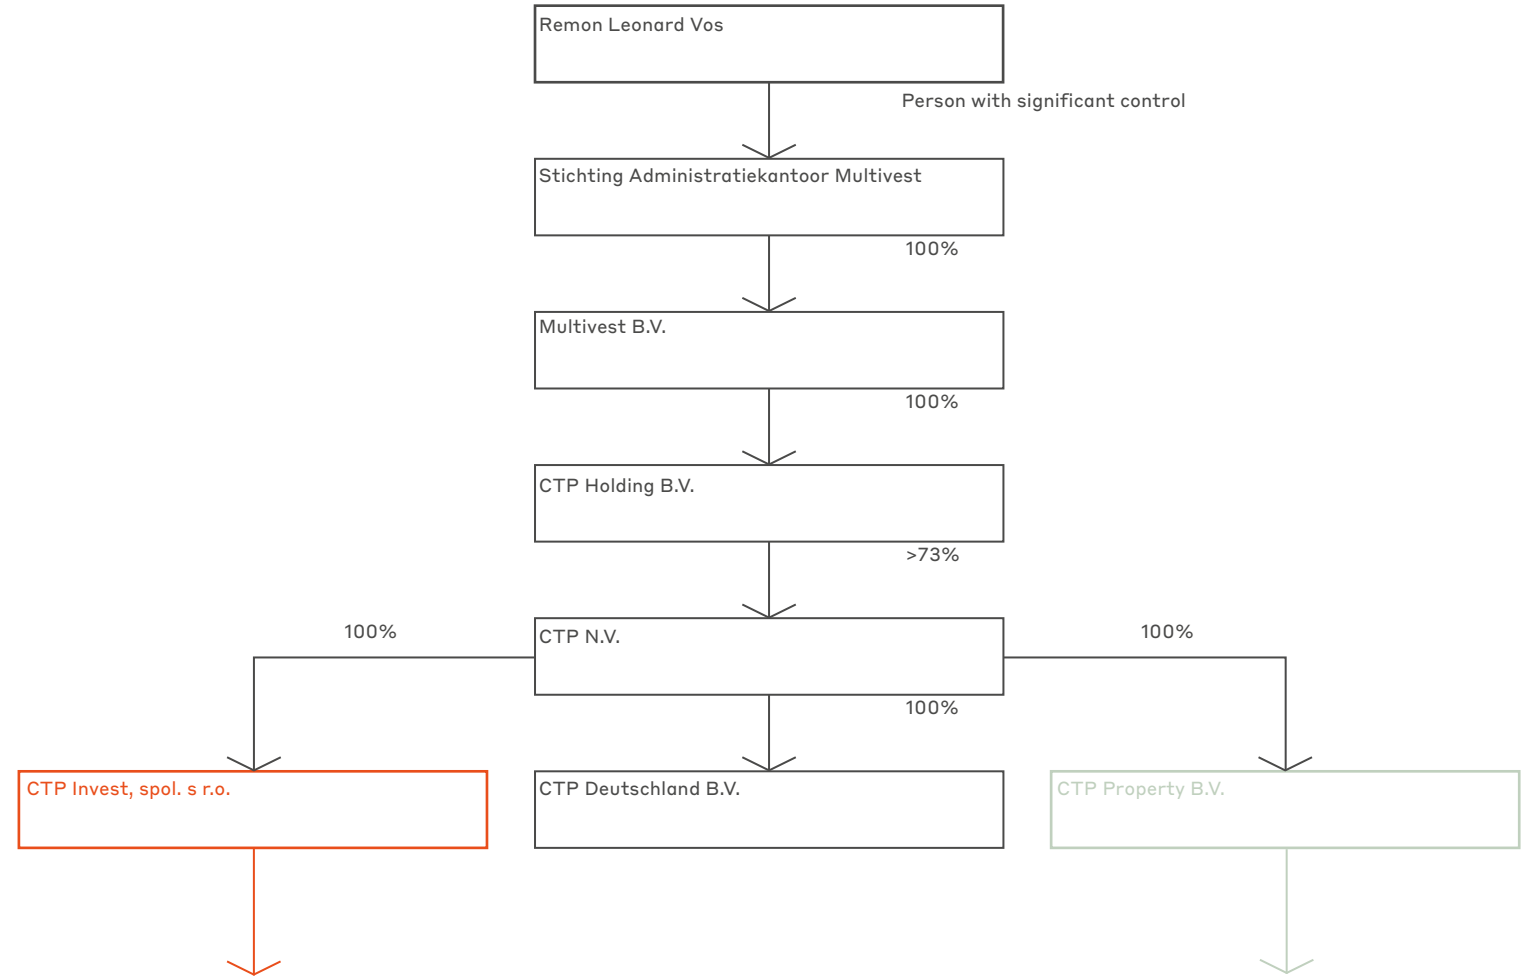 Remon Leonard Vos
Person with significant control
Stichting Administratiekantoor Multivest
100%
Multivest B.V.
100%
CTP Holding B.V.
>73%
100%
CTP N.V.
100%
100%
CTP Invest, spol. s r.o.
CTP Deutschland B.V.
CTP Property B.V.